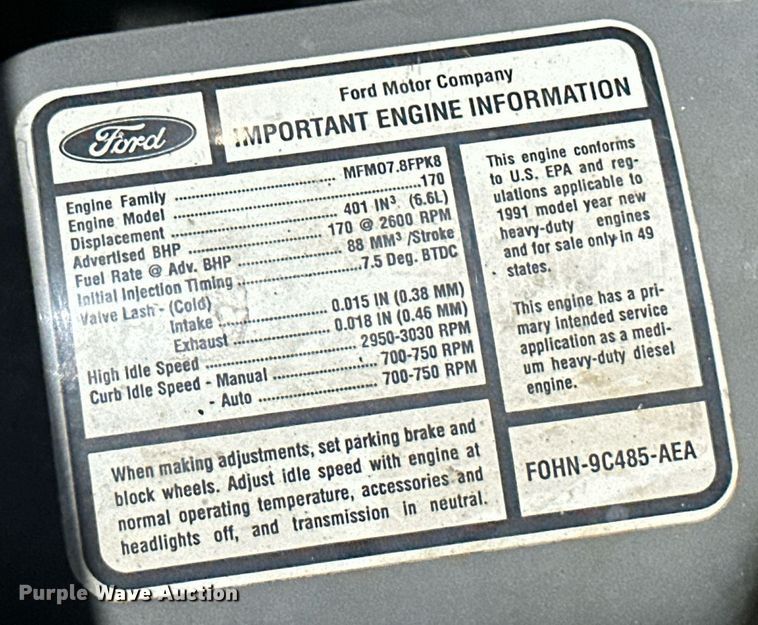 Ford
Ford Motor Company
IMPORTANT ENGINE INFORMATION
Engine Family ........ MFM07.8FPK8
Engine Model ........ 170
Displacement ........ 401 IN³ (6.6L)
Advertised BHP ........ 170 @ 2600 RPM
Fuel Rate @ Adv. BHP ........ 88 MM³ /Stroke
Initial Injection Timing ........ 7.5 Deg. BTDC
Valve Lash - (Cold)
Intake ........ 0.015 IN (0.38 MM)
Exhaust ........ 0.018 IN (0.46 MM)
High Idle Speed ........ 2950-3030 RPM
Curb Idle Speed - Manual ........ 700-750 RPM
- Auto ........ 700-750 RPM
This engine conforms
to U.S. EPA and reg-
ulations applicable to
1991 model year new
heavy-duty engines
and for sale only in 49
states.
This engine has a pri-
mary intended service
application as a medi-
um heavy-duty diesel
engine.
When making adjustments, set parking brake and
block wheels. Adjust idle speed with engine at
normal operating temperature, accessories and
headlights off, and transmission in neutral.
FOHN-9C485-AEA
Purple Wave Auction